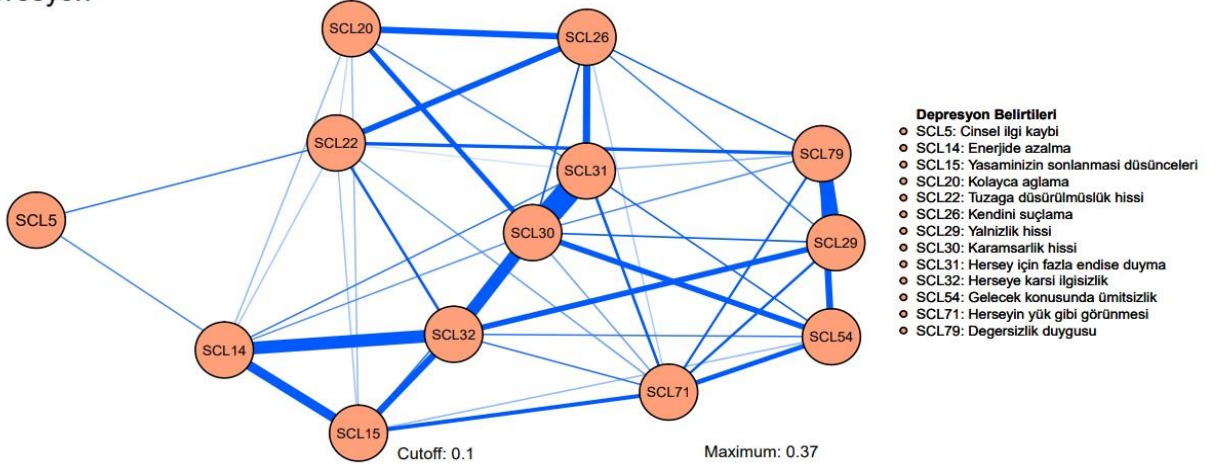 SCL20
SCL26
SCL22
SCL79
SCL31
SCL5
SCL30
SCL29
SCL32
SCL54
SCL14
SCL71
SCL15
Cutoff: 0.1
Maximum: 0.37
Depresyon Belirtileri
SCL5: Cinsel ilgi kaybi
SCL14: Enerjide azalma
SCL15: Yasaminizin sonlanmasi düsünceleri
SCL20: Kolayca aglama
SCL22: Tuzaga düsürülmüslük hissi
SCL26: Kendini suçlama
SCL29: Yalnizlik hissi
SCL30: Karamsarlik hissi
SCL31: Hersey için fazla endise duyma
SCL32: Herseye karsi ilgisizlik
SCL54: Gelecek konusunda ümitsizlik
SCL71: Herseyin yük gibi görünmesi
SCL79: Degersizlik duygusu